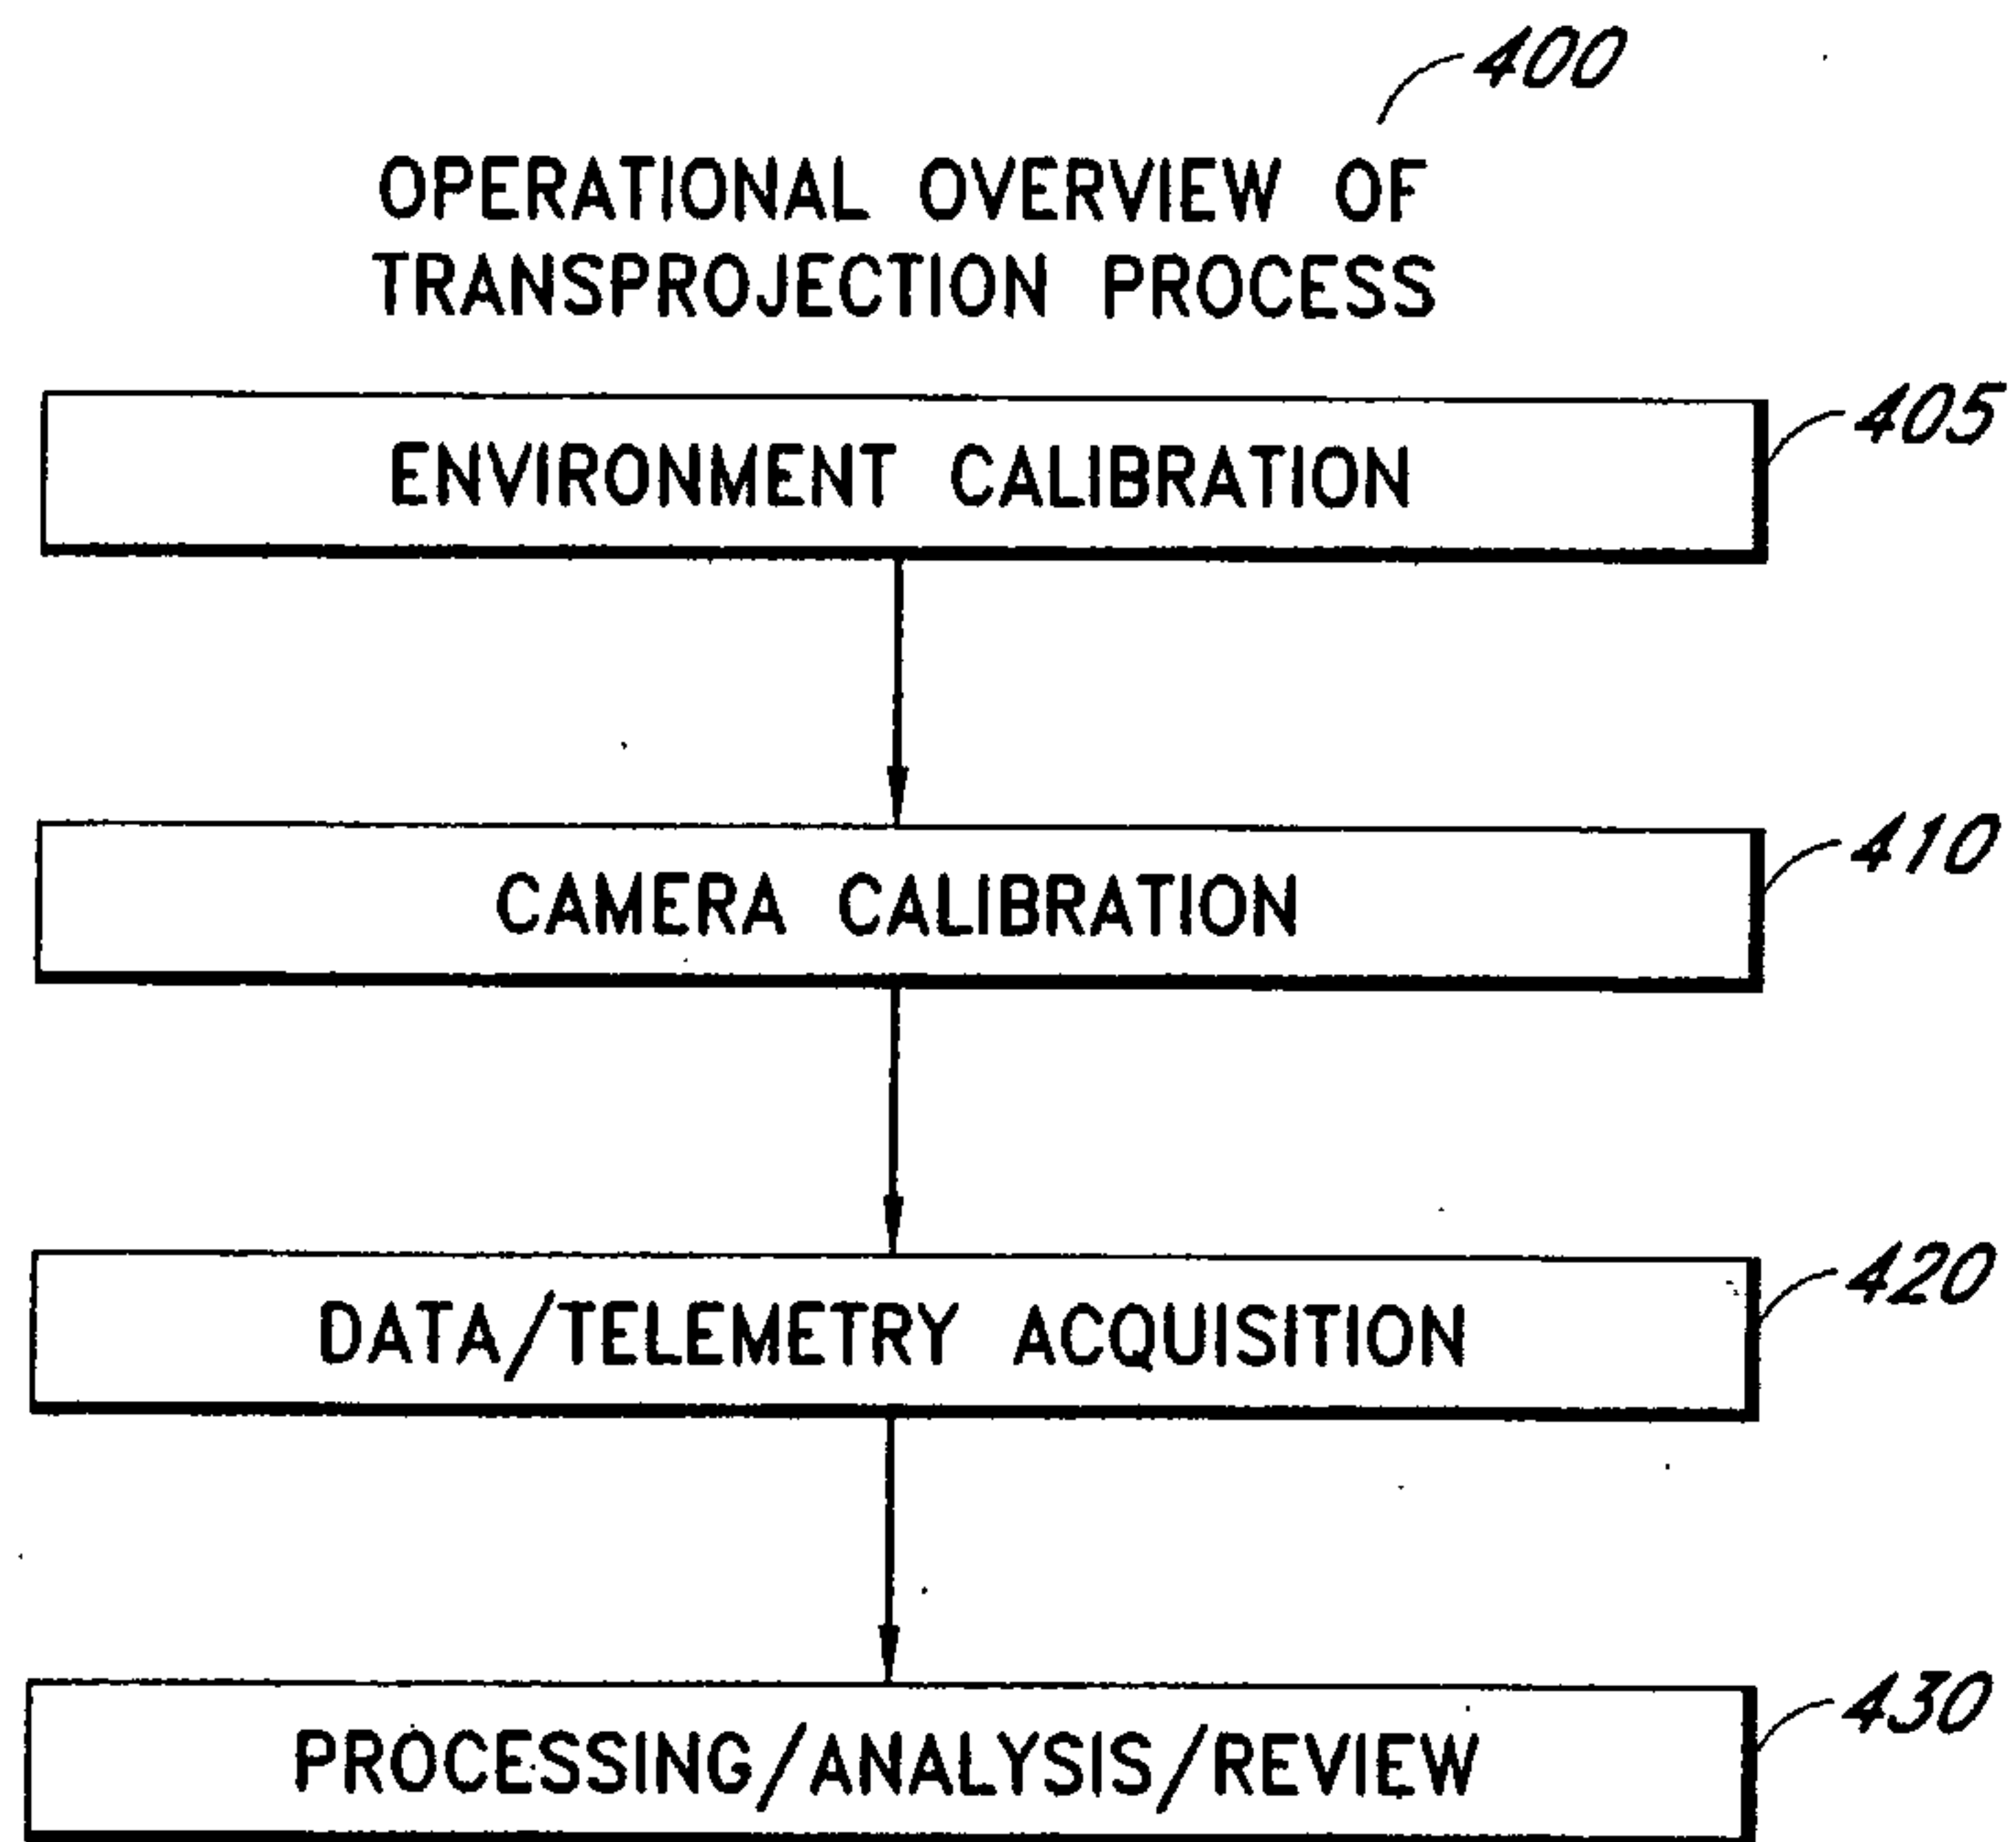 400
OPERATIONAL OVERVIEW OF
TRANSPROJECTION PROCESS
ENVIRONMENT CALIBRATION
405
CAMERA CALIBRATION
410
DATA/TELEMETRY ACQUISITION
420
PROCESSING/ANALYSIS/REVIEW
430